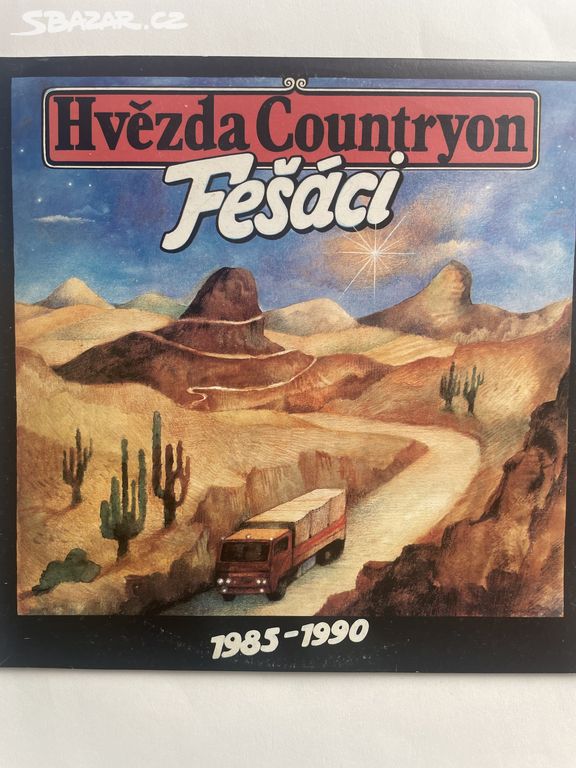 SBAZAR.CZ
Hvězda Countryon
Fešáci
1985-1990